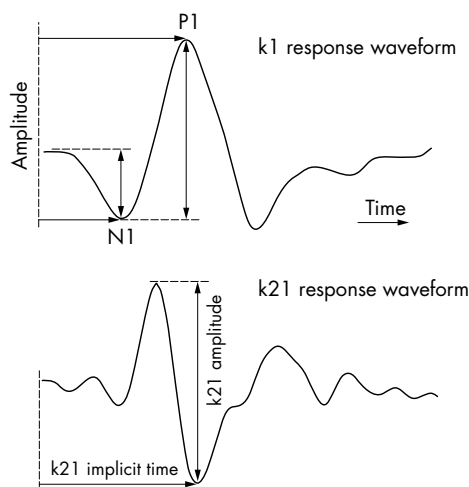 P1
k1 response waveform
Amplitude
Time
N1
k21 response waveform
k21 amplitude
k21 implicit time